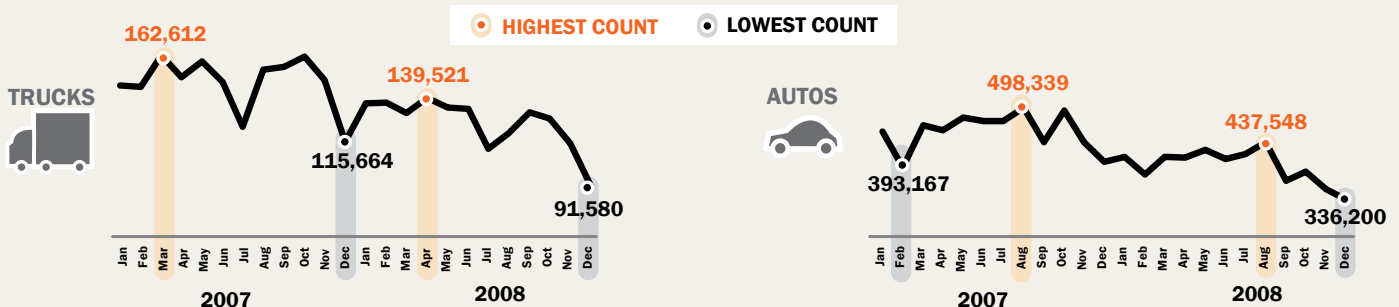 HIGHEST COUNT LOWEST COUNT
TRUCKS
162,612
115,664
139,521
91,580
Jan Feb Mar Apr May Jun Jul Aug Sep Oct Nov Dec Jan Feb Mar Apr May Jun Jul Aug Sep Oct Nov Dec
2007 2008
AUTOS
393,167
498,339
437,548
336,200
Jan Feb Mar Apr May Jun Jul Aug Sep Oct Nov Dec Jan Feb Mar Apr May Jun Jul Aug Sep Oct Nov Dec
2007 2008